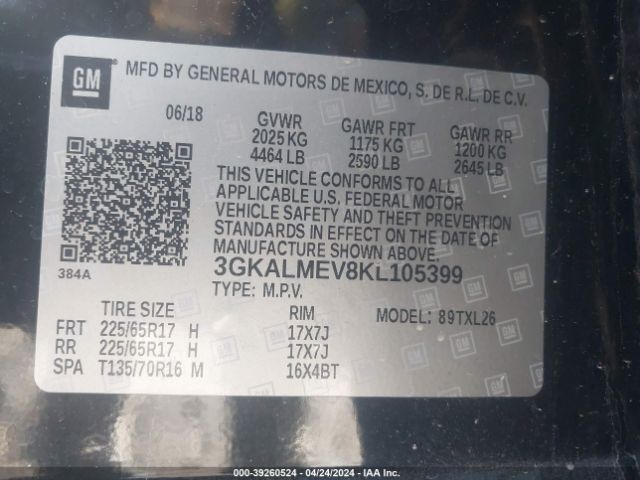 GM
MFD BY GENERAL MOTORS DE MEXICO, S. DE R.L. DE C.V.
06/18 GVWR GAWR FRT GAWR RR
2025 KG 1175 KG 1200 KG
4464 LB 2590 LB 2645 LB
THIS VEHICLE CONFORMS TO ALL
APPLICABLE U.S. FEDERAL MOTOR
VEHICLE SAFETY AND THEFT PREVENTION
STANDARDS IN EFFECT ON THE DATE OF
MANUFACTURE SHOWN ABOVE.
384A
3GKALMEV8KL105399
TYPE: M.P.V.
TIRE SIZE RIM 89TXL26
FRT 225/65R17 H 17X7J
RR 225/65R17 H 17X7J
SPA T135/70R16 M 16X4BT
000-39260524 - 04/24/2024 - IAA Inc.